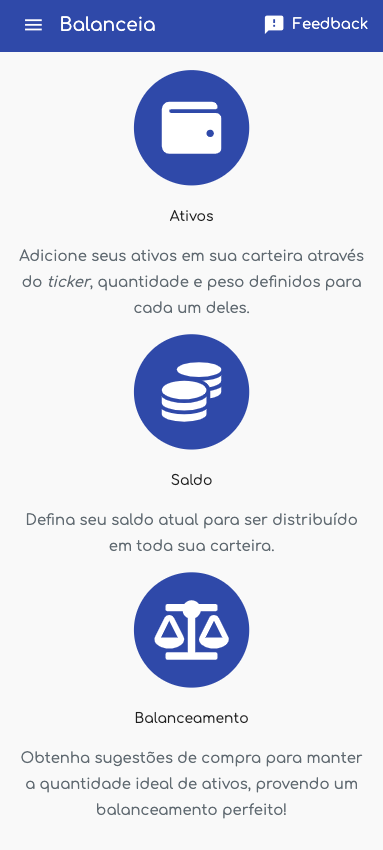 Balanceia
Feedback
Ativos
Adicione seus ativos em sua carteira através
do ticker, quantidade e peso definidos para
cada um deles.
Saldo
Defina seu saldo atual para ser distribuído
em toda sua carteira.
Balanceamento
Obtenha sugestões de compra para manter
a quantidade ideal de ativos, provendo um
balanceamento perfeito!